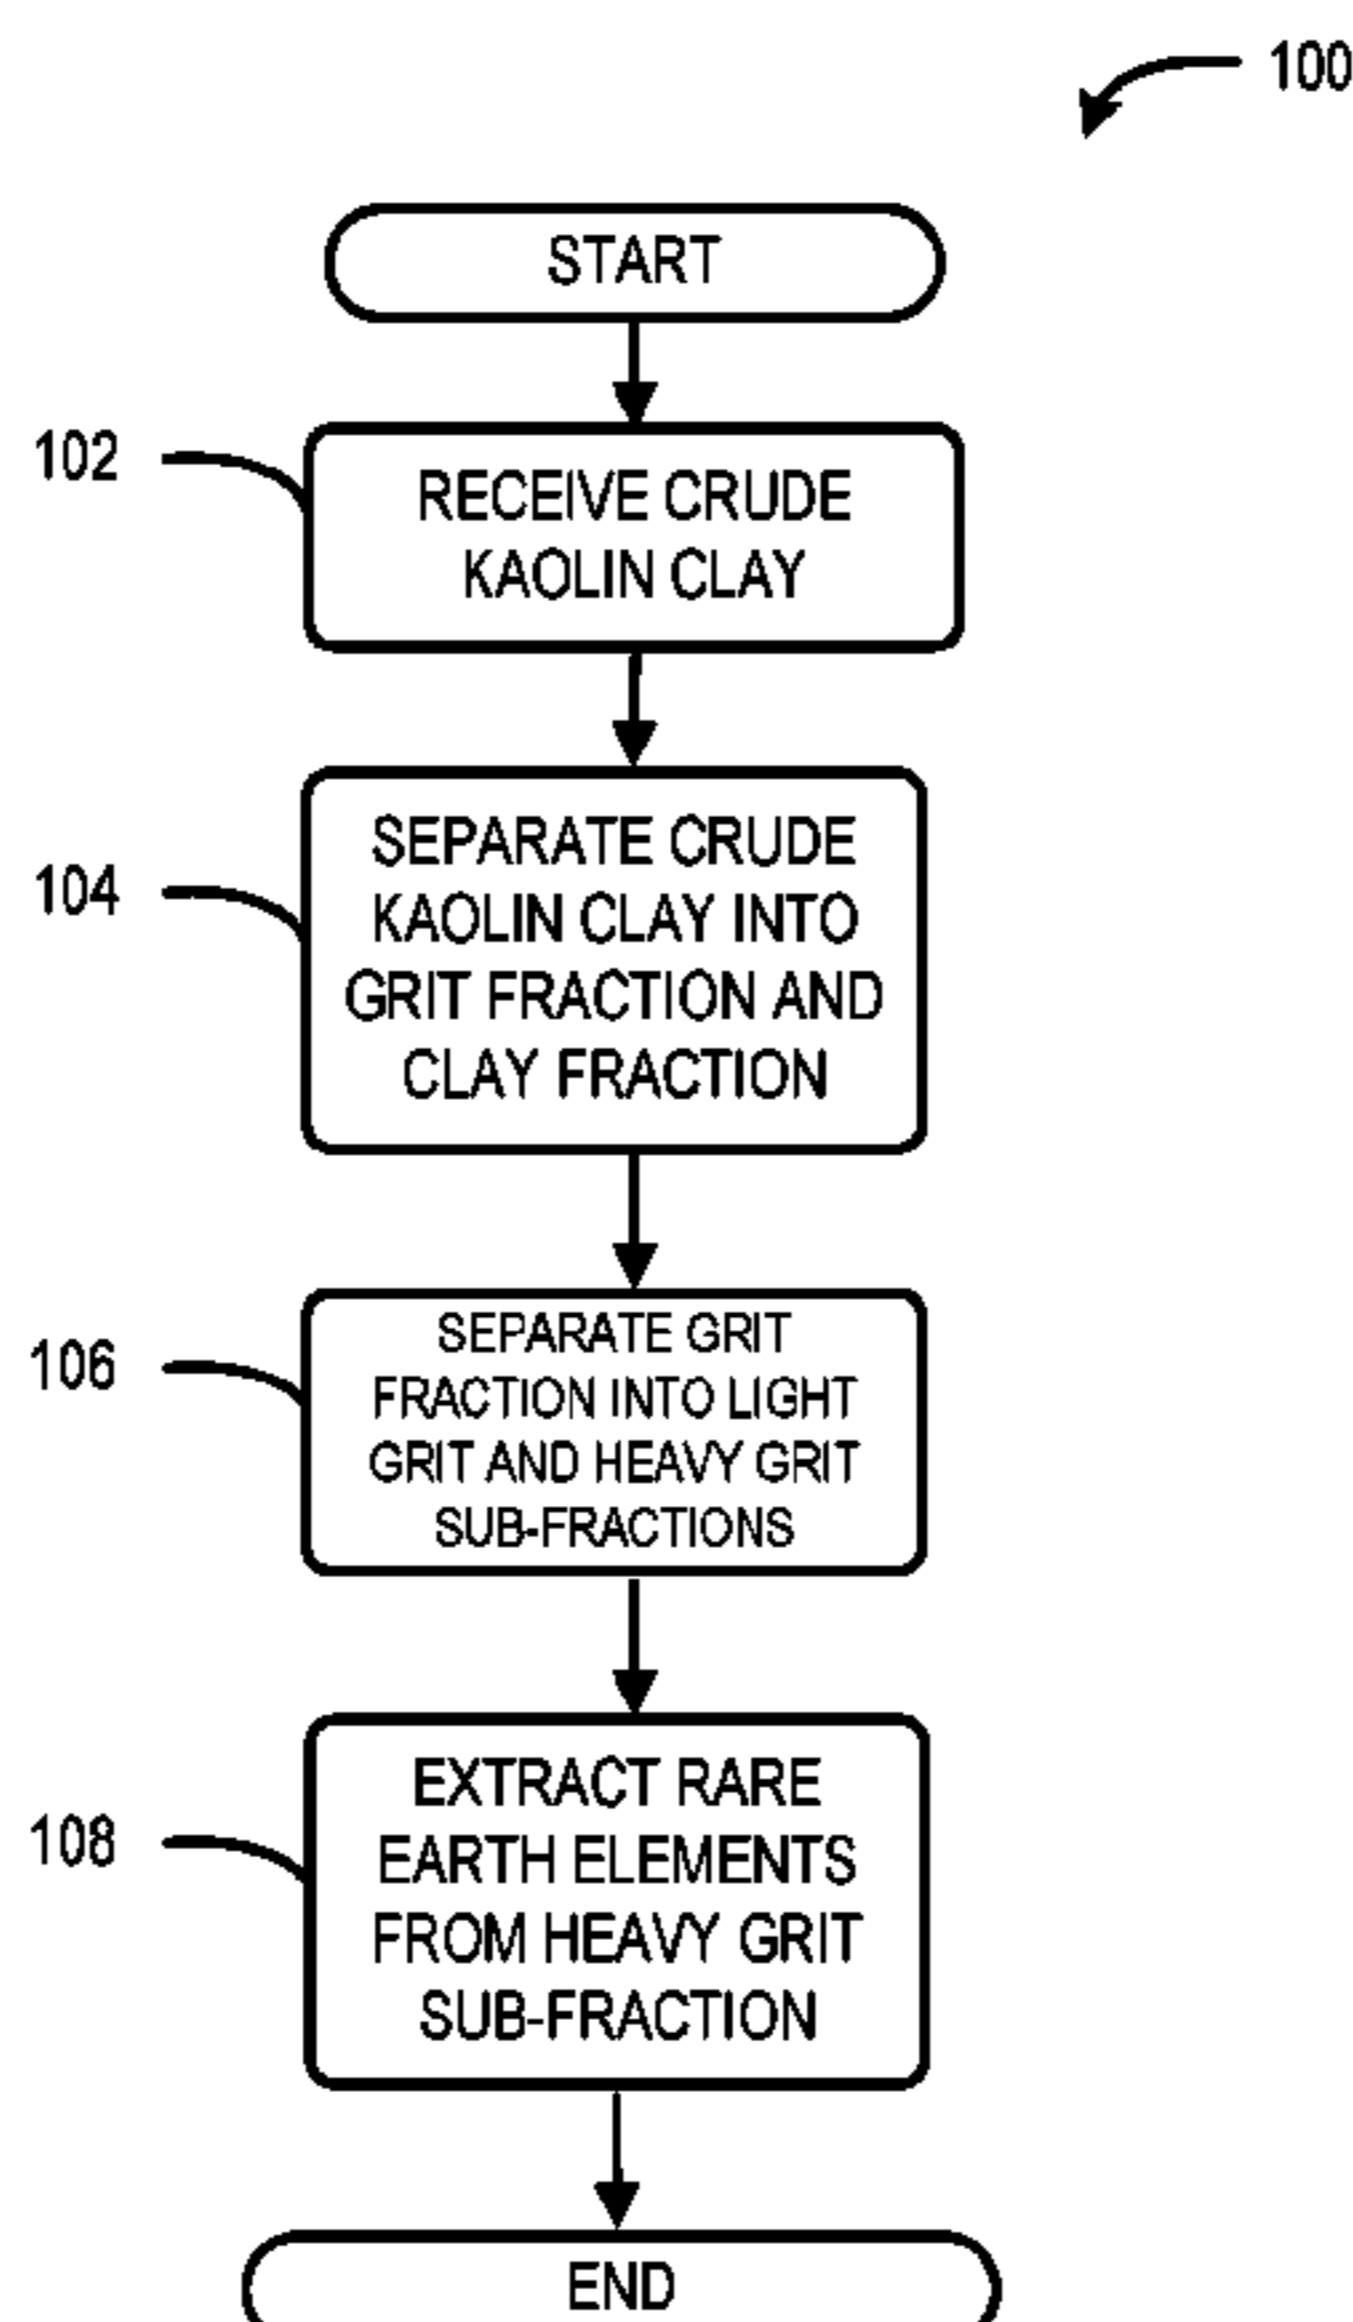 100
START
102
RECEIVE CRUDE
KAOLIN CLAY
104
SEPARATE CRUDE
KAOLIN CLAY INTO
GRIT FRACTION AND
CLAY FRACTION
106
SEPARATE GRIT
FRACTION INTO LIGHT
GRIT AND HEAVY GRIT
SUB-FRACTIONS
108
EXTRACT RARE
EARTH ELEMENTS
FROM HEAVY GRIT
SUB-FRACTION
END